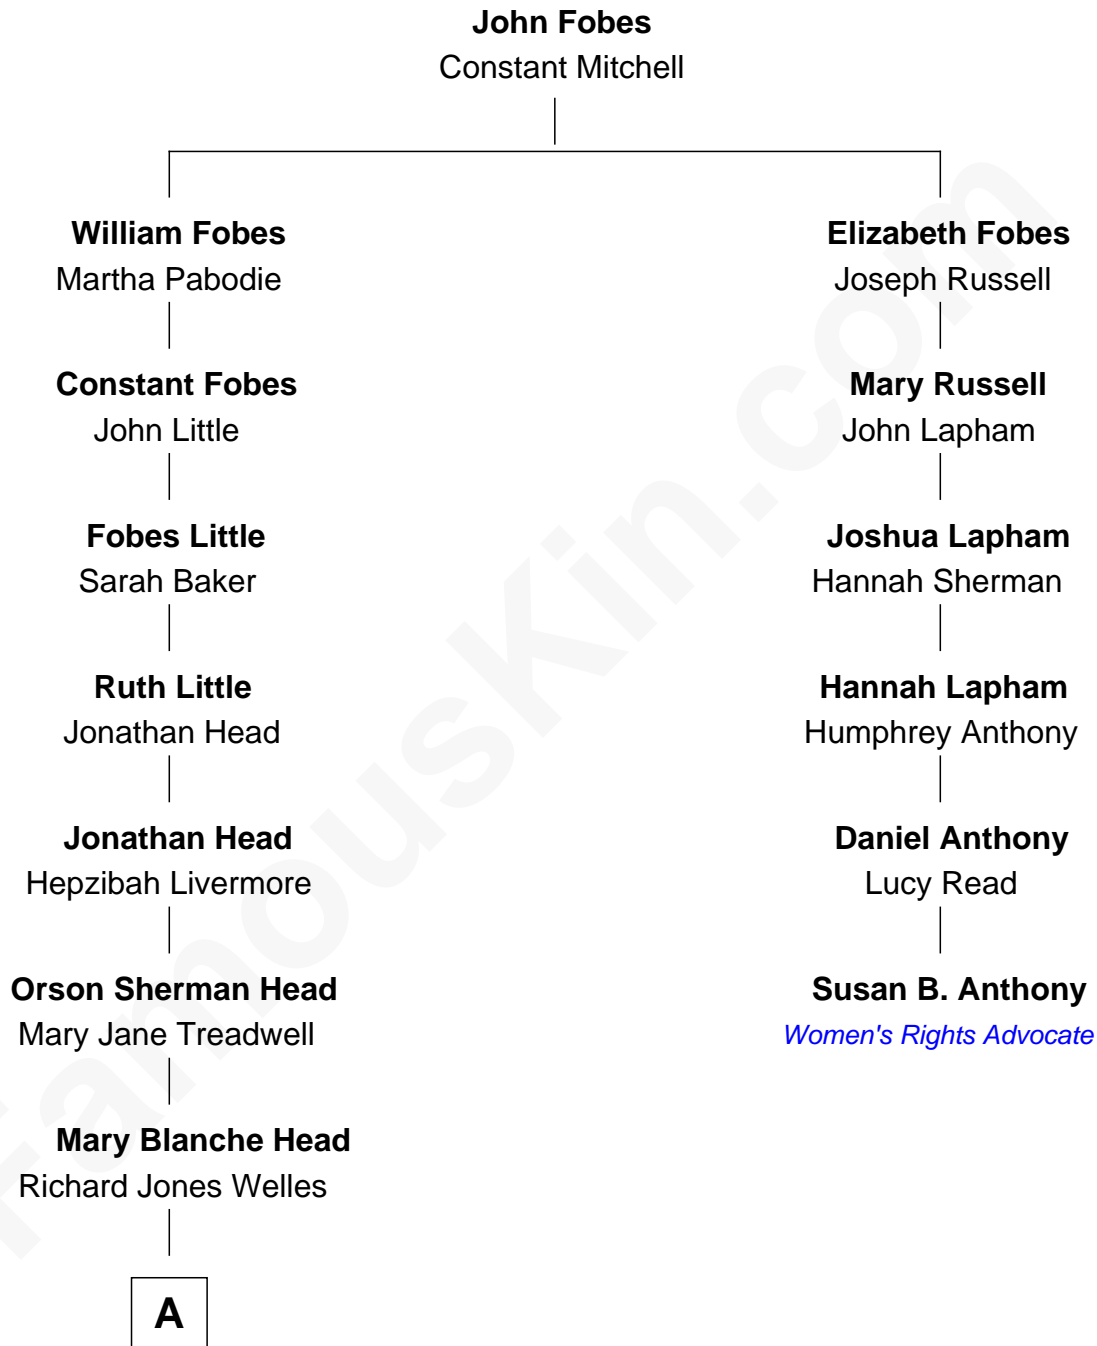 John Fobes
Constant Mitchell
William Fobes
Martha Pabodie
Elizabeth Fobes
Joseph Russell
Constant Fobes
John Little
Mary Russell
John Lapham
Fobes Little
Sarah Baker
Joshua Lapham
Hannah Sherman
Ruth Little
Jonathan Head
Hannah Lapham
Humphrey Anthony
Jonathan Head
Hepzibah Livermore
Daniel Anthony
Lucy Read
Orson Sherman Head
Mary Jane Treadwell
Susan B. Anthony
Women's Rights Advocate
Mary Blanche Head
Richard Jones Welles
A
FamousKin.com